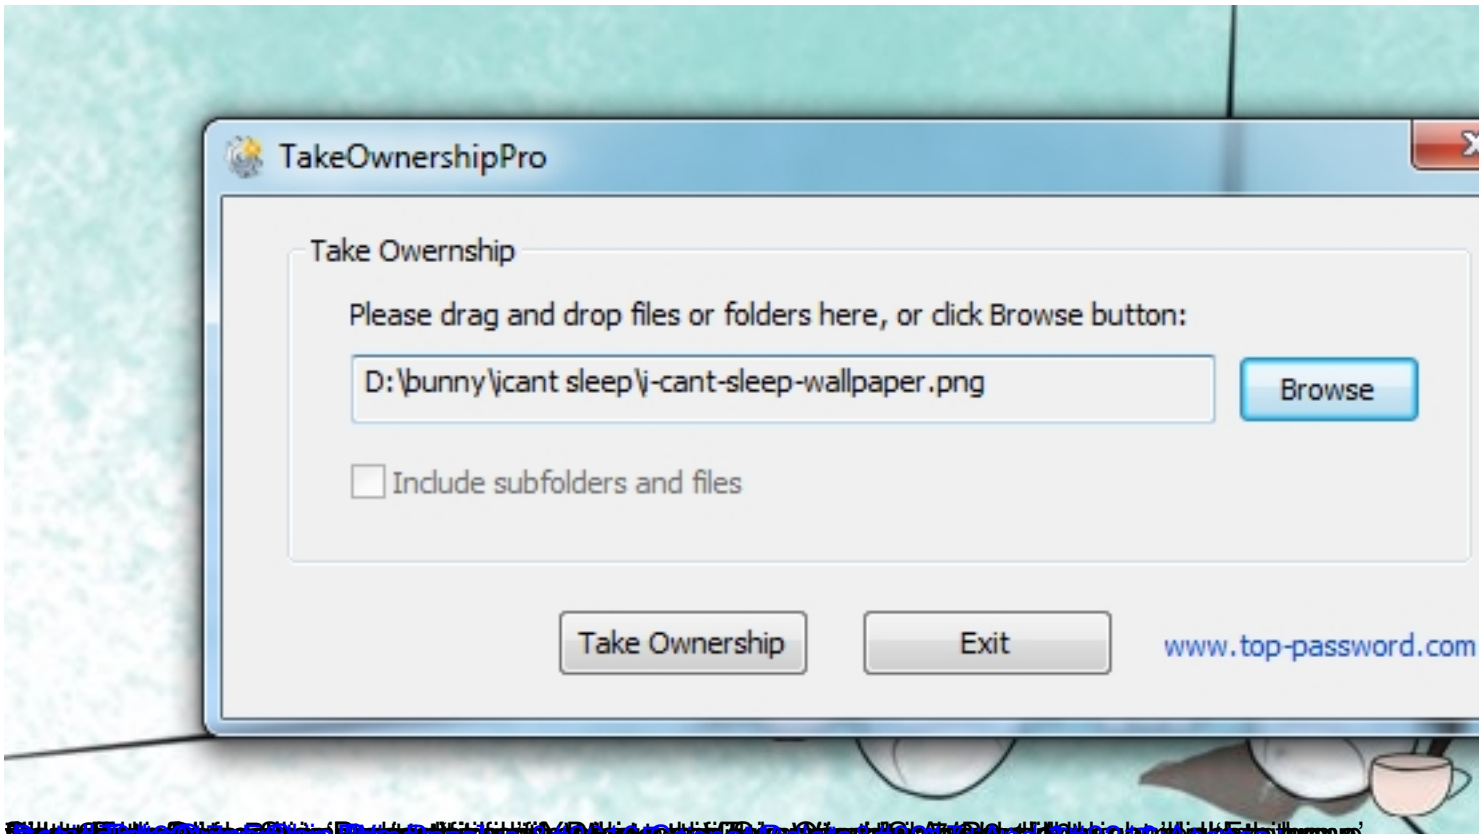 TakeOwnershipPro
Take Owernship
Please drag and drop files or folders here, or click Browse button:
D:\bunny\icant sleep\i-cant-sleep-wallpaper.png
Browse
Include subfolders and files
Take Ownership
Exit
www.top-password.com